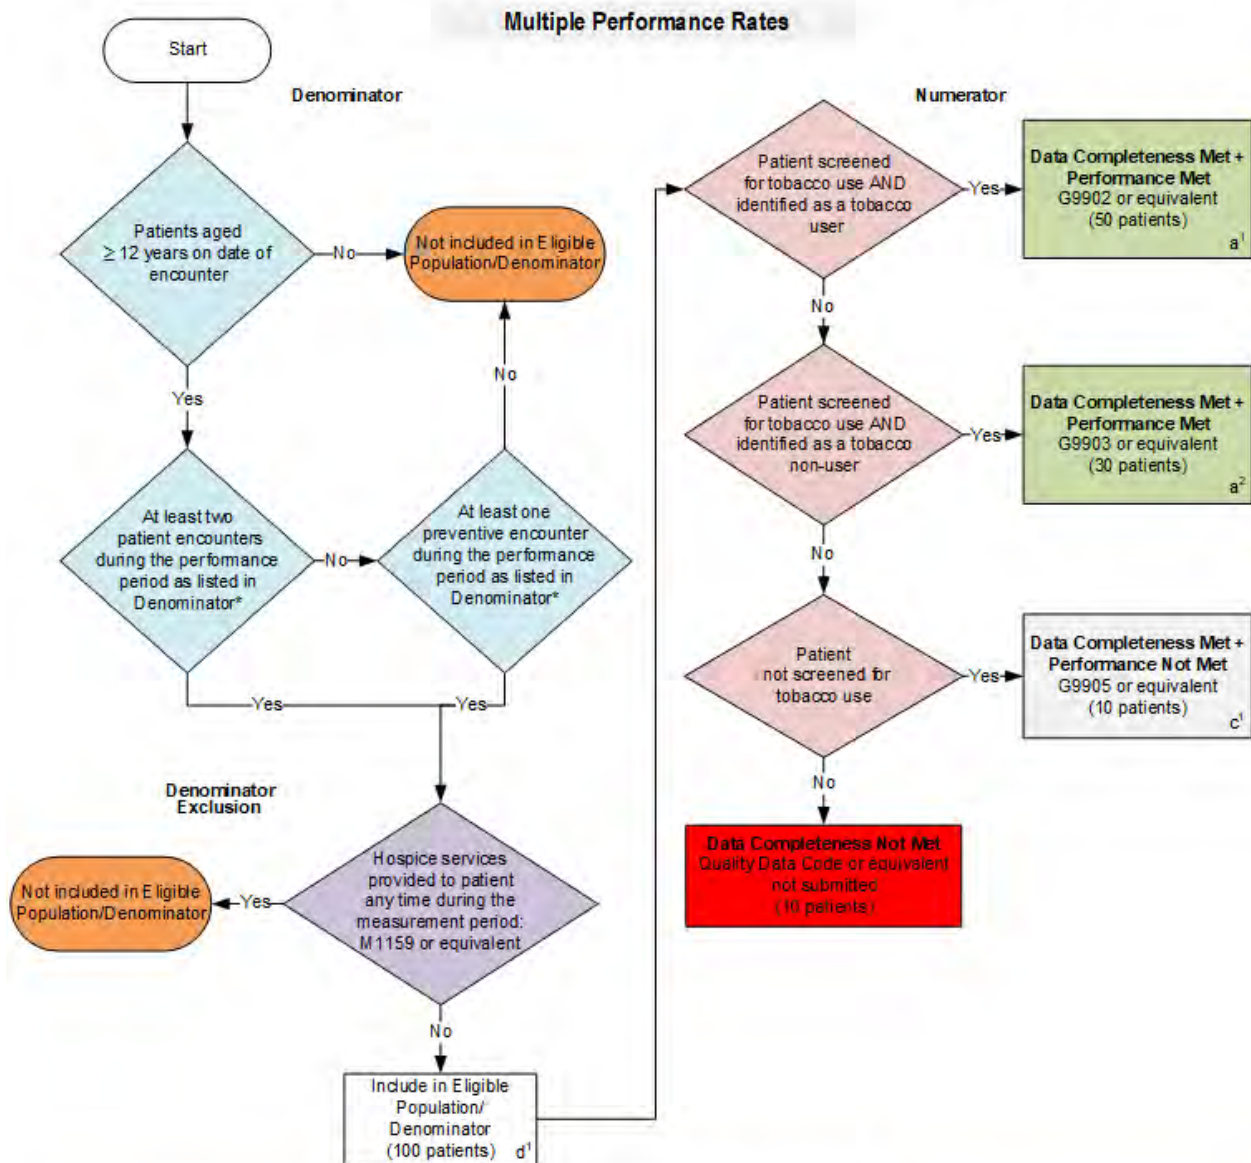 Multiple Performance Rates
Start
Denominator
Patients aged
≥ 12 years on date of
encounter
No
Not included in Eligible
Population/Denominator
Yes
No
At least two
patient encounters
during the performance
period as listed in
Denominator*
No
At least one
preventive encounter
during the performance
period as listed in
Denominator*
Yes
Yes
Denominator
Exclusion
Hospice services
provided to patient
any time during the
measurement period:
M1159 or equivalent
Yes
Not included in Eligible
Population/Denominator
No
Include in Eligible
Population/
Denominator
(100 patients) d¹
Numerator
Patient screened
for tobacco use AND
identified as a tobacco
user
Yes
Data Completeness Met +
Performance Met
G9902 or equivalent
(50 patients)
a¹
No
Patient screened
for tobacco use AND
identified as a tobacco
non-user
Yes
Data Completeness Met +
Performance Met
G9903 or equivalent
(30 patients)
a²
No
Patient
not screened for
tobacco use
Yes
Data Completeness Met +
Performance Not Met
G9905 or equivalent
(10 patients)
c¹
No
Data Completeness Not Met
Quality Data Code or equivalent
not submitted
(10 patients)